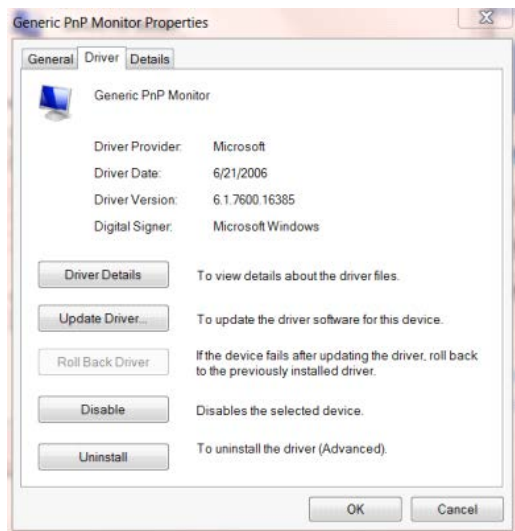 Generic PnP Monitor Properties
General Driver Details
Generic PnP Monitor
Driver Provider: Microsoft
Driver Date: 6/21/2006
Driver Version: 6.1.7600.16385
Digital Signer: Microsoft Windows
Driver Details To view details about the driver files.
Update Driver... To update the driver software for this device.
Roll Back Driver If the device fails after updating the driver, roll back
to the previously installed driver.
Disable Disables the selected device.
Uninstall To uninstall the driver (Advanced).
OK Cancel